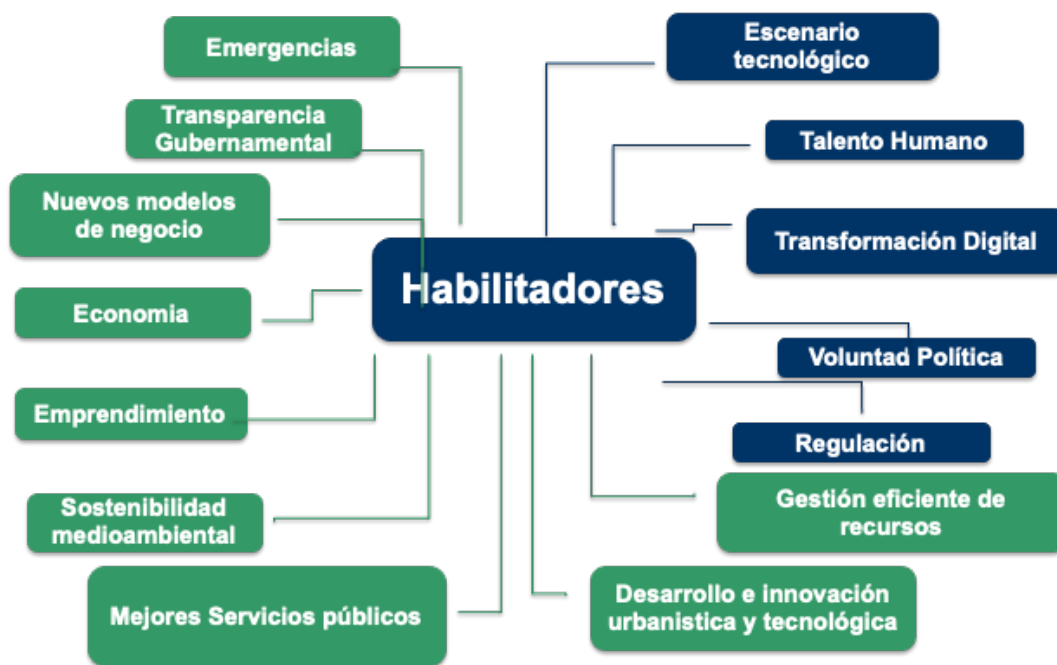 Emergencias
Escenario
tecnológico
Transparencia
Gubernamental
Talento Humano
Nuevos modelos
de negocio
Transformación Digital
Habilitadores
Economia
Voluntad Política
Emprendimiento
Regulación
Sostenibilidad
medioambiental
Gestión eficiente de
recursos
Mejores Servicios públicos
Desarrollo e innovación
urbanistica y tecnológica